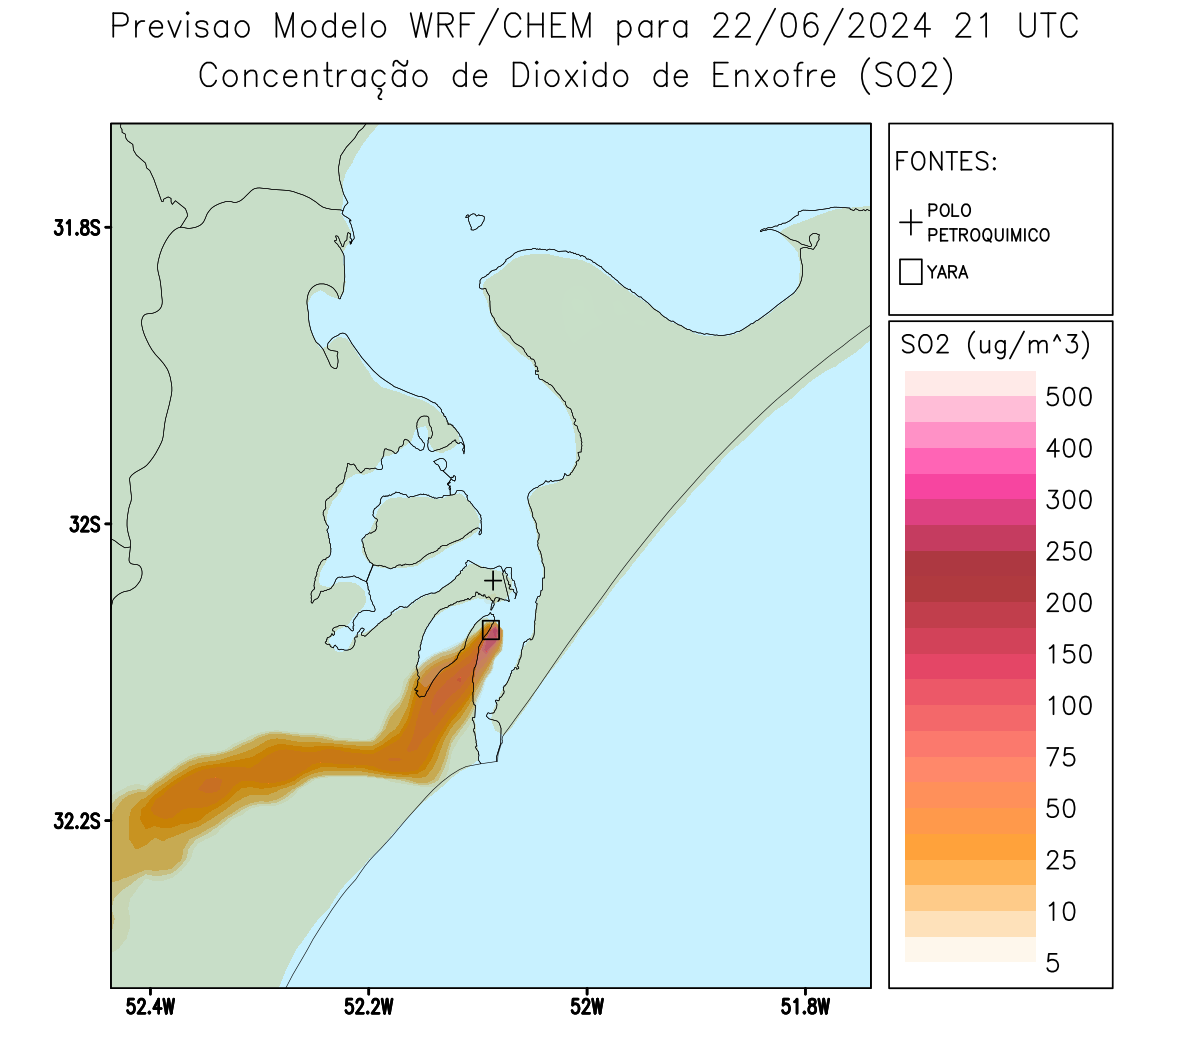 Previsao Modelo WRF/CHEM para 22/06/2024 21 UTC
Concentração de Dioxido de Enxofre (SO2)
FONTES:
POLO
PETROQUIMICO
YARA
SO2 (ug/m^3)
500
400
300
250
200
150
100
75
50
25
10
5
31.8S
32S
32.2S
52.4W
52.2W
52W
51.8W